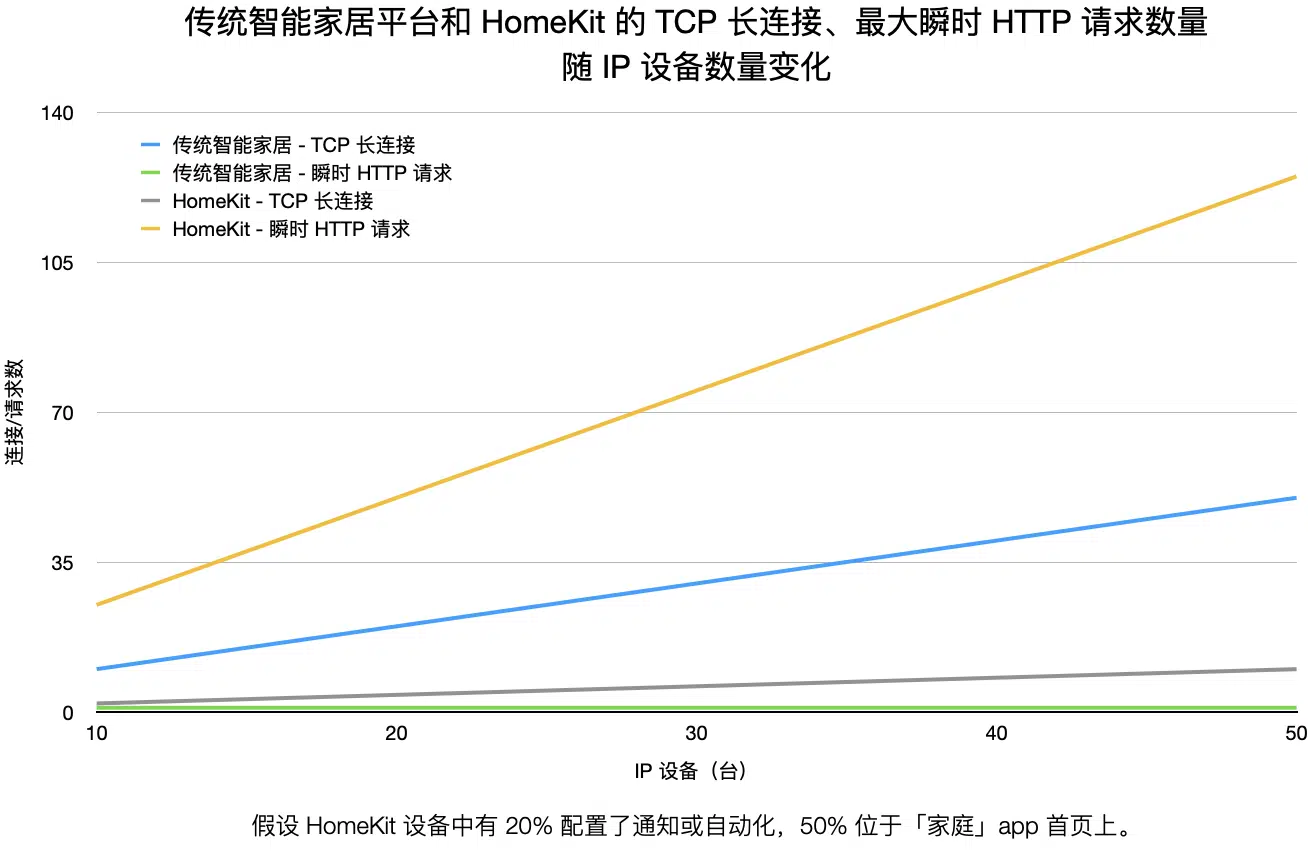 传统智能家居平台和 HomeKit 的 TCP 长连接、最大瞬时 HTTP 请求数量
随 IP 设备数量变化
140
传统智能家居 - TCP 长连接
传统智能家居 - 瞬时 HTTP 请求
HomeKit - TCP 长连接
HomeKit - 瞬时 HTTP 请求
105
连接/请求数
70
35
0
10 20 30 40 50
IP 设备（台）
假设 HomeKit 设备中有 20% 配置了通知或自动化，50% 位于「家庭」app 首页上。